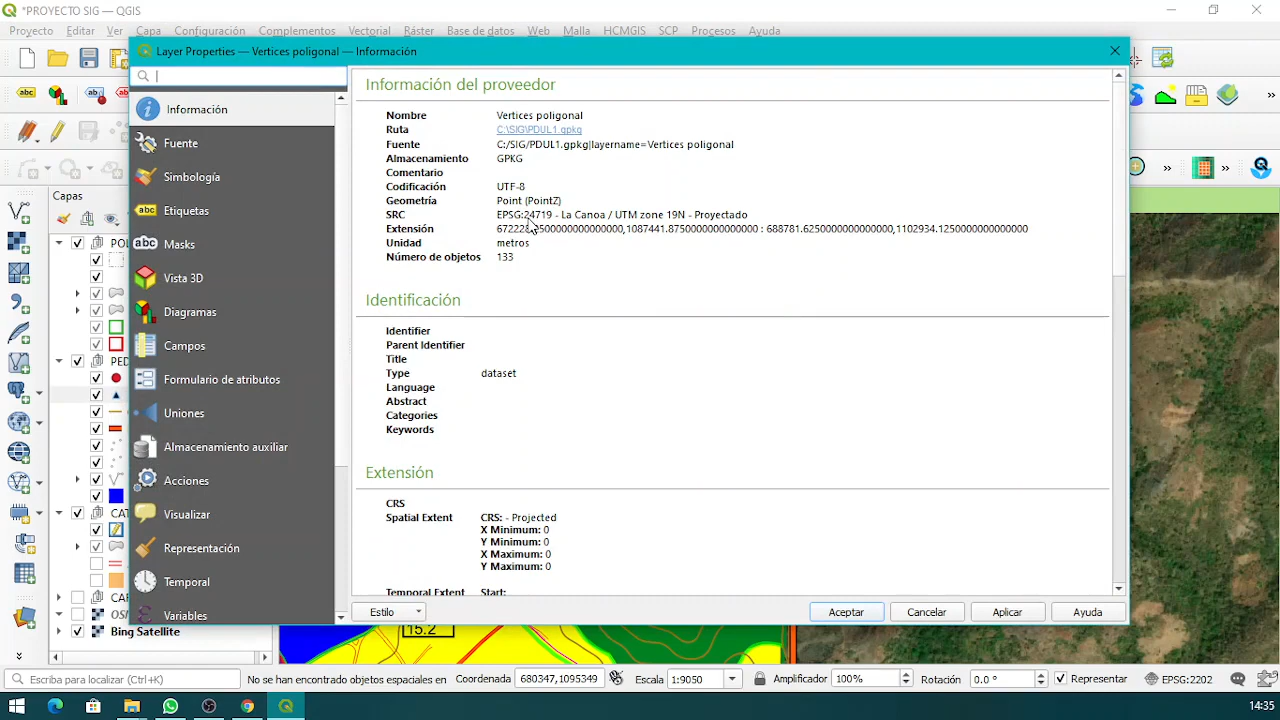 *PROYECTO SIG — QGIS
Proyecto Editar Ver Capa Configuración Complementos Vectorial Ráster Base de datos Web Malla HCMGIS SCP Procesos Ayuda
Layer Properties — Vertices poligonal — Información
Información
Fuente
Simbología
Etiquetas
Masks
Vista 3D
Diagramas
Campos
Formulario de atributos
Uniones
Almacenamiento auxiliar
Acciones
Visualizar
Representación
Temporal
Variables
Información del proveedor
Nombre Vertices poligonal
Ruta C:\SIG\PDUL1.gpkg
Fuente C:/SIG/PDUL1.gpkg|layername=Vertices poligonal
Almacenamiento GPKG
Comentario
Codificación UTF-8
Geometría Point (PointZ)
SRC EPSG:24719 - La Canoa / UTM zone 19N - Proyectado
Extensión
Unidad metros
Número de objetos 133
Identificación
Identifier
Parent Identifier
Title
Type dataset
Language
Abstract
Categories
Keywords
Extensión
CRS
Spatial Extent CRS: - Projected
X Minimum: 0
Y Minimum: 0
X Maximum: 0
Y Maximum: 0
Temporal Extent Start:
Estilo Aceptar Cancelar Aplicar Ayuda
Capas
Bing Satellite
15.2
Escriba para localizar (Ctrl+K) No se han encontrado objetos espaciales en Coordenada 680347,1095349 Escala 1:9050 Amplificador 100% Rotación 0.0 ° Representar EPSG:2202
14:35